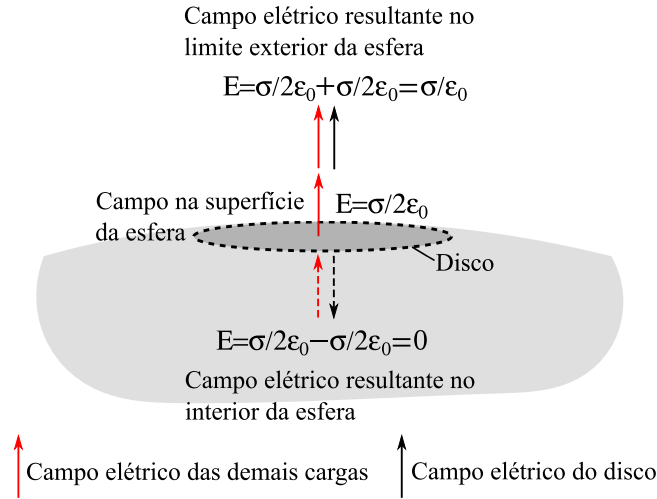 Campo elétrico resultante no
limite exterior da esfera
E=σ/2ε₀+σ/2ε₀=σ/ε₀
Campo na superfície
da esfera
E=σ/2ε₀
Disco
E=σ/2ε₀−σ/2ε₀=0
Campo elétrico resultante no
interior da esfera
Campo elétrico das demais cargas
Campo elétrico do disco